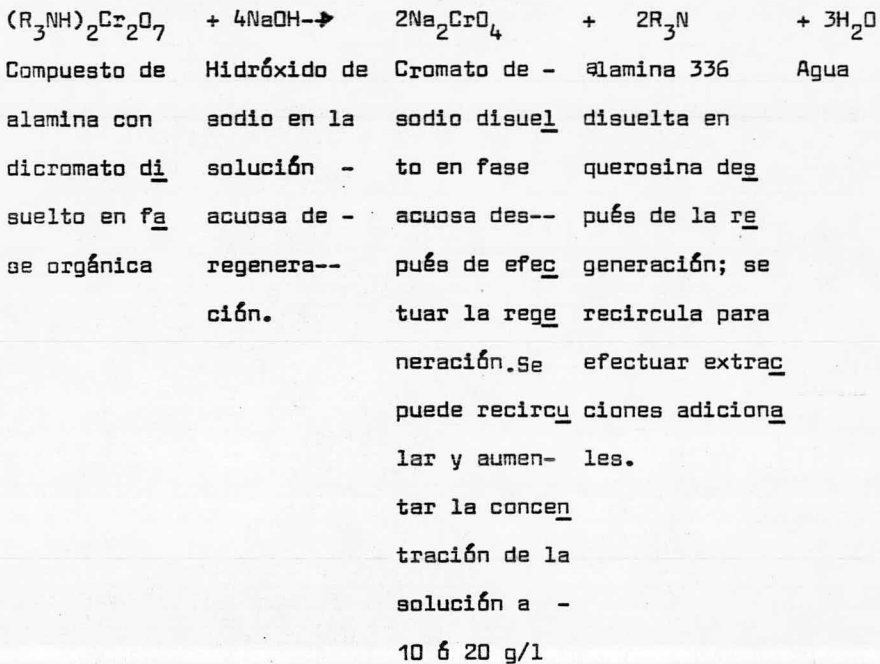 (R3NH)2Cr2O7 + 4NaOH→ 2Na2CrO4 + 2R3N + 3H2O
Compuesto de Hidróxido de Cromato de - alamina 336 Agua
alamina con sodio en la sodio disuel disuelta en
dicromato di solución - to en fase querosina des
suelto en fa acuosa de - acuosa des-- pués de la re
se orgánica regenera-- pués de efec generación; se
ción. tuar la rege recircula para
neración.Se efectuar extrac
puede recircu ciones adiciona
lar y aumen- les.
tar la concen
tración de la
solución a -
10 ó 20 g/l